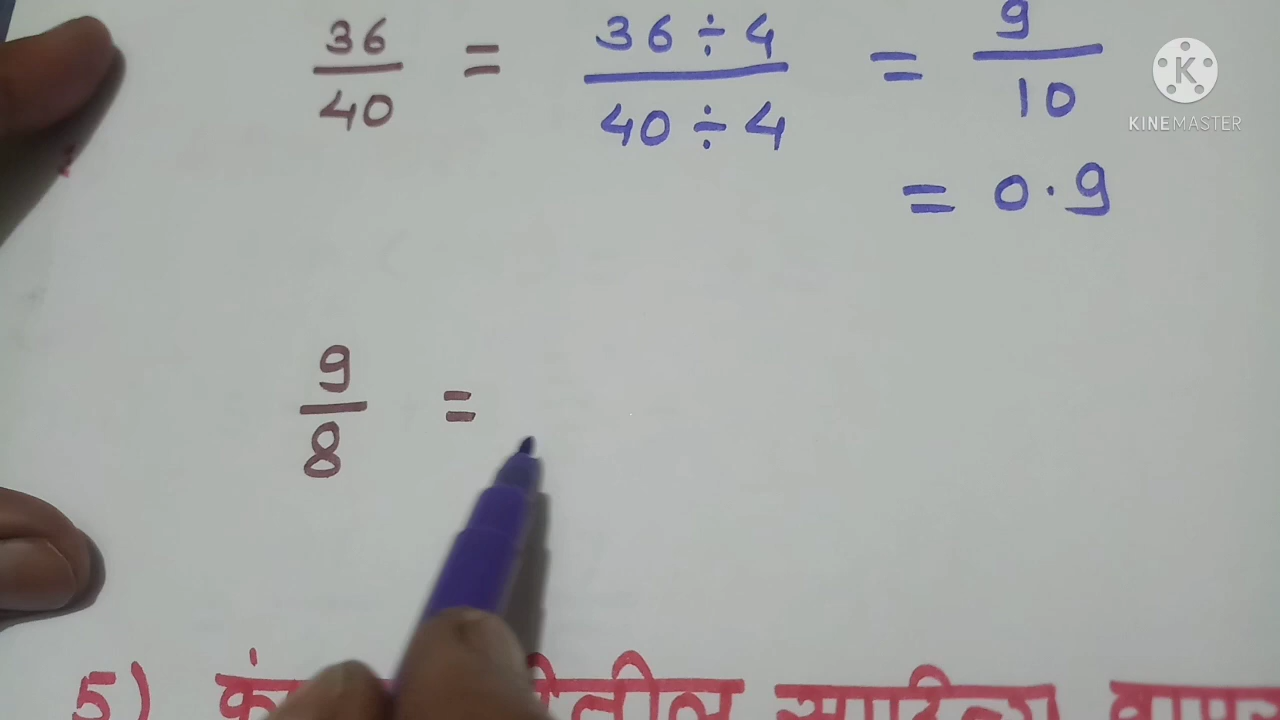 36/40 = 36 ÷ 4/40 ÷ 4 = 9/10
= 0.9
KINEMASTER
9/8 =
5) साहित्य